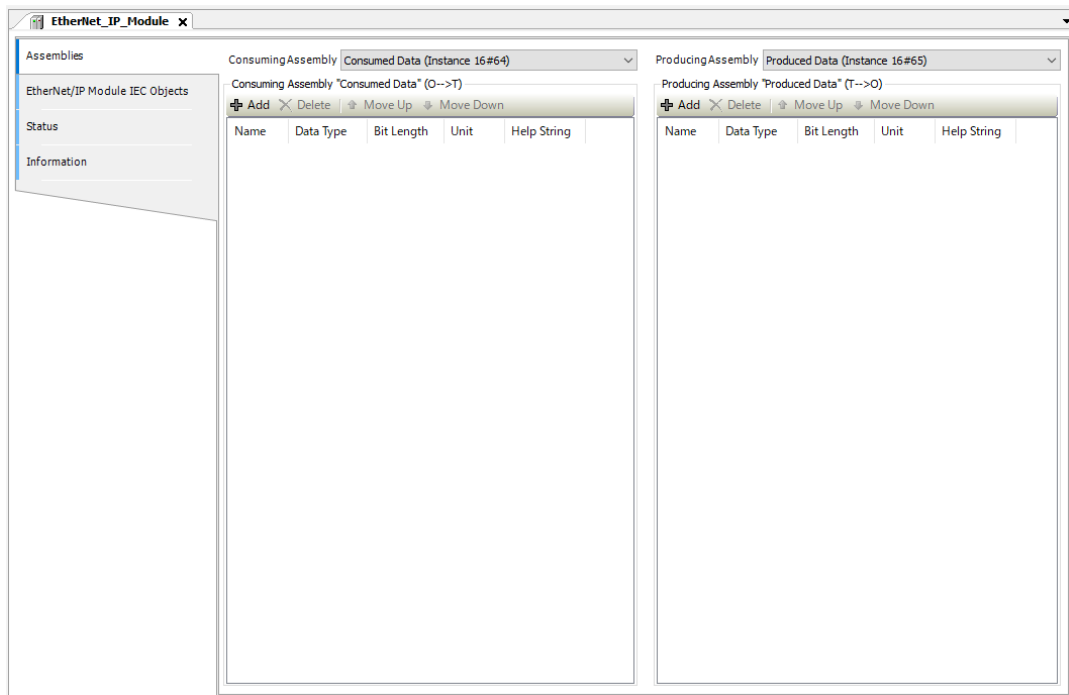 EtherNet_IP_Module
Assemblies
EtherNet/IP Module IEC Objects
Status
Information
Consuming Assembly Consumed Data (Instance 16#64)
Consuming Assembly "Consumed Data" (O-->T)
Add Delete Move Up Move Down
Name Data Type Bit Length Unit Help String
Producing Assembly Produced Data (Instance 16#65)
Producing Assembly "Produced Data" (T-->O)
Add Delete Move Up Move Down
Name Data Type Bit Length Unit Help String